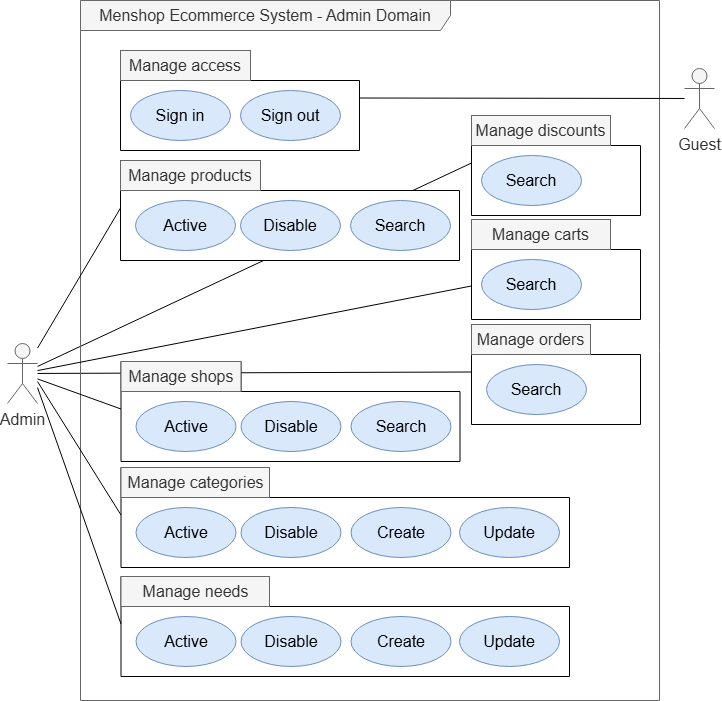 Menshop Ecommerce System - Admin Domain
Manage access
Sign in
Sign out
Guest
Manage discounts
Search
Manage products
Active
Disable
Search
Manage carts
Search
Manage orders
Search
Admin
Manage shops
Active
Disable
Search
Manage categories
Active
Disable
Create
Update
Manage needs
Active
Disable
Create
Update